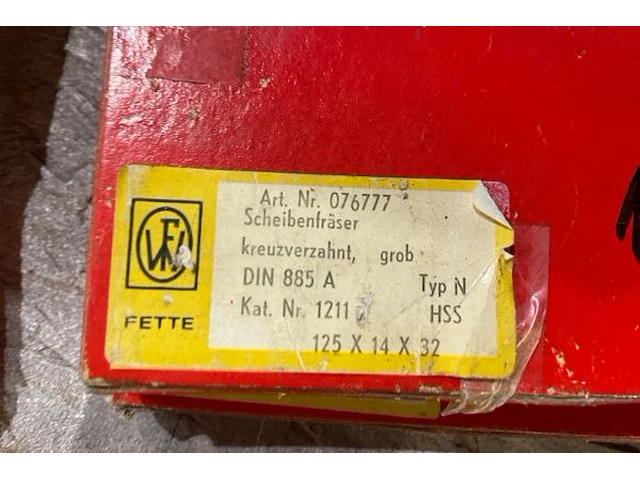 Art. Nr. 076777
Scheibenfräser
kreuzverzahnt, grob
DIN 885 A Typ N
Kat. Nr. 1211 HSS
125 X 14 X 32
FETTE